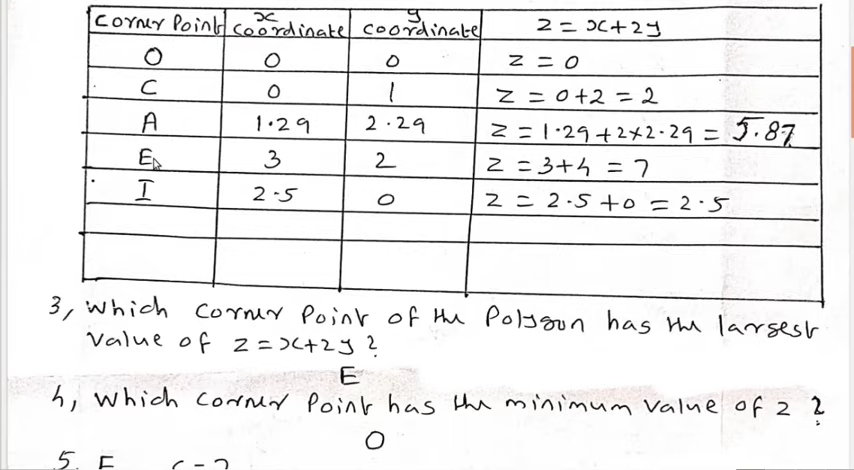 Corner Point x coordinate y coordinate z = x+2y
O 0 0 z = 0
C 0 1 z = 0+2 = 2
A 1.29 2.29 z = 1.29+2×2.29 = 5.87
E 3 2 z = 3+4 = 7
I 2.5 0 z = 2.5+0 = 2.5
3, Which corner Point of the Polygon has the largest
value of z = x+2y ?
E
4, Which corner Point has the minimum value of z ?
O